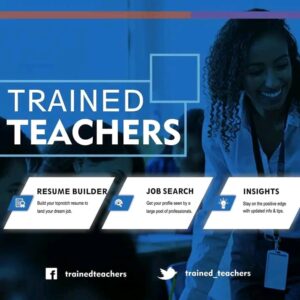 TRAINED
TEACHERS
RESUME BUILDER
Build your topnotch resume to
land your dream job.
JOB SEARCH
Get your profile seen by a
large pool of professionals.
INSIGHTS
Stay on the positive edge
with updated info & tips.
trainedteachers
trained_teachers